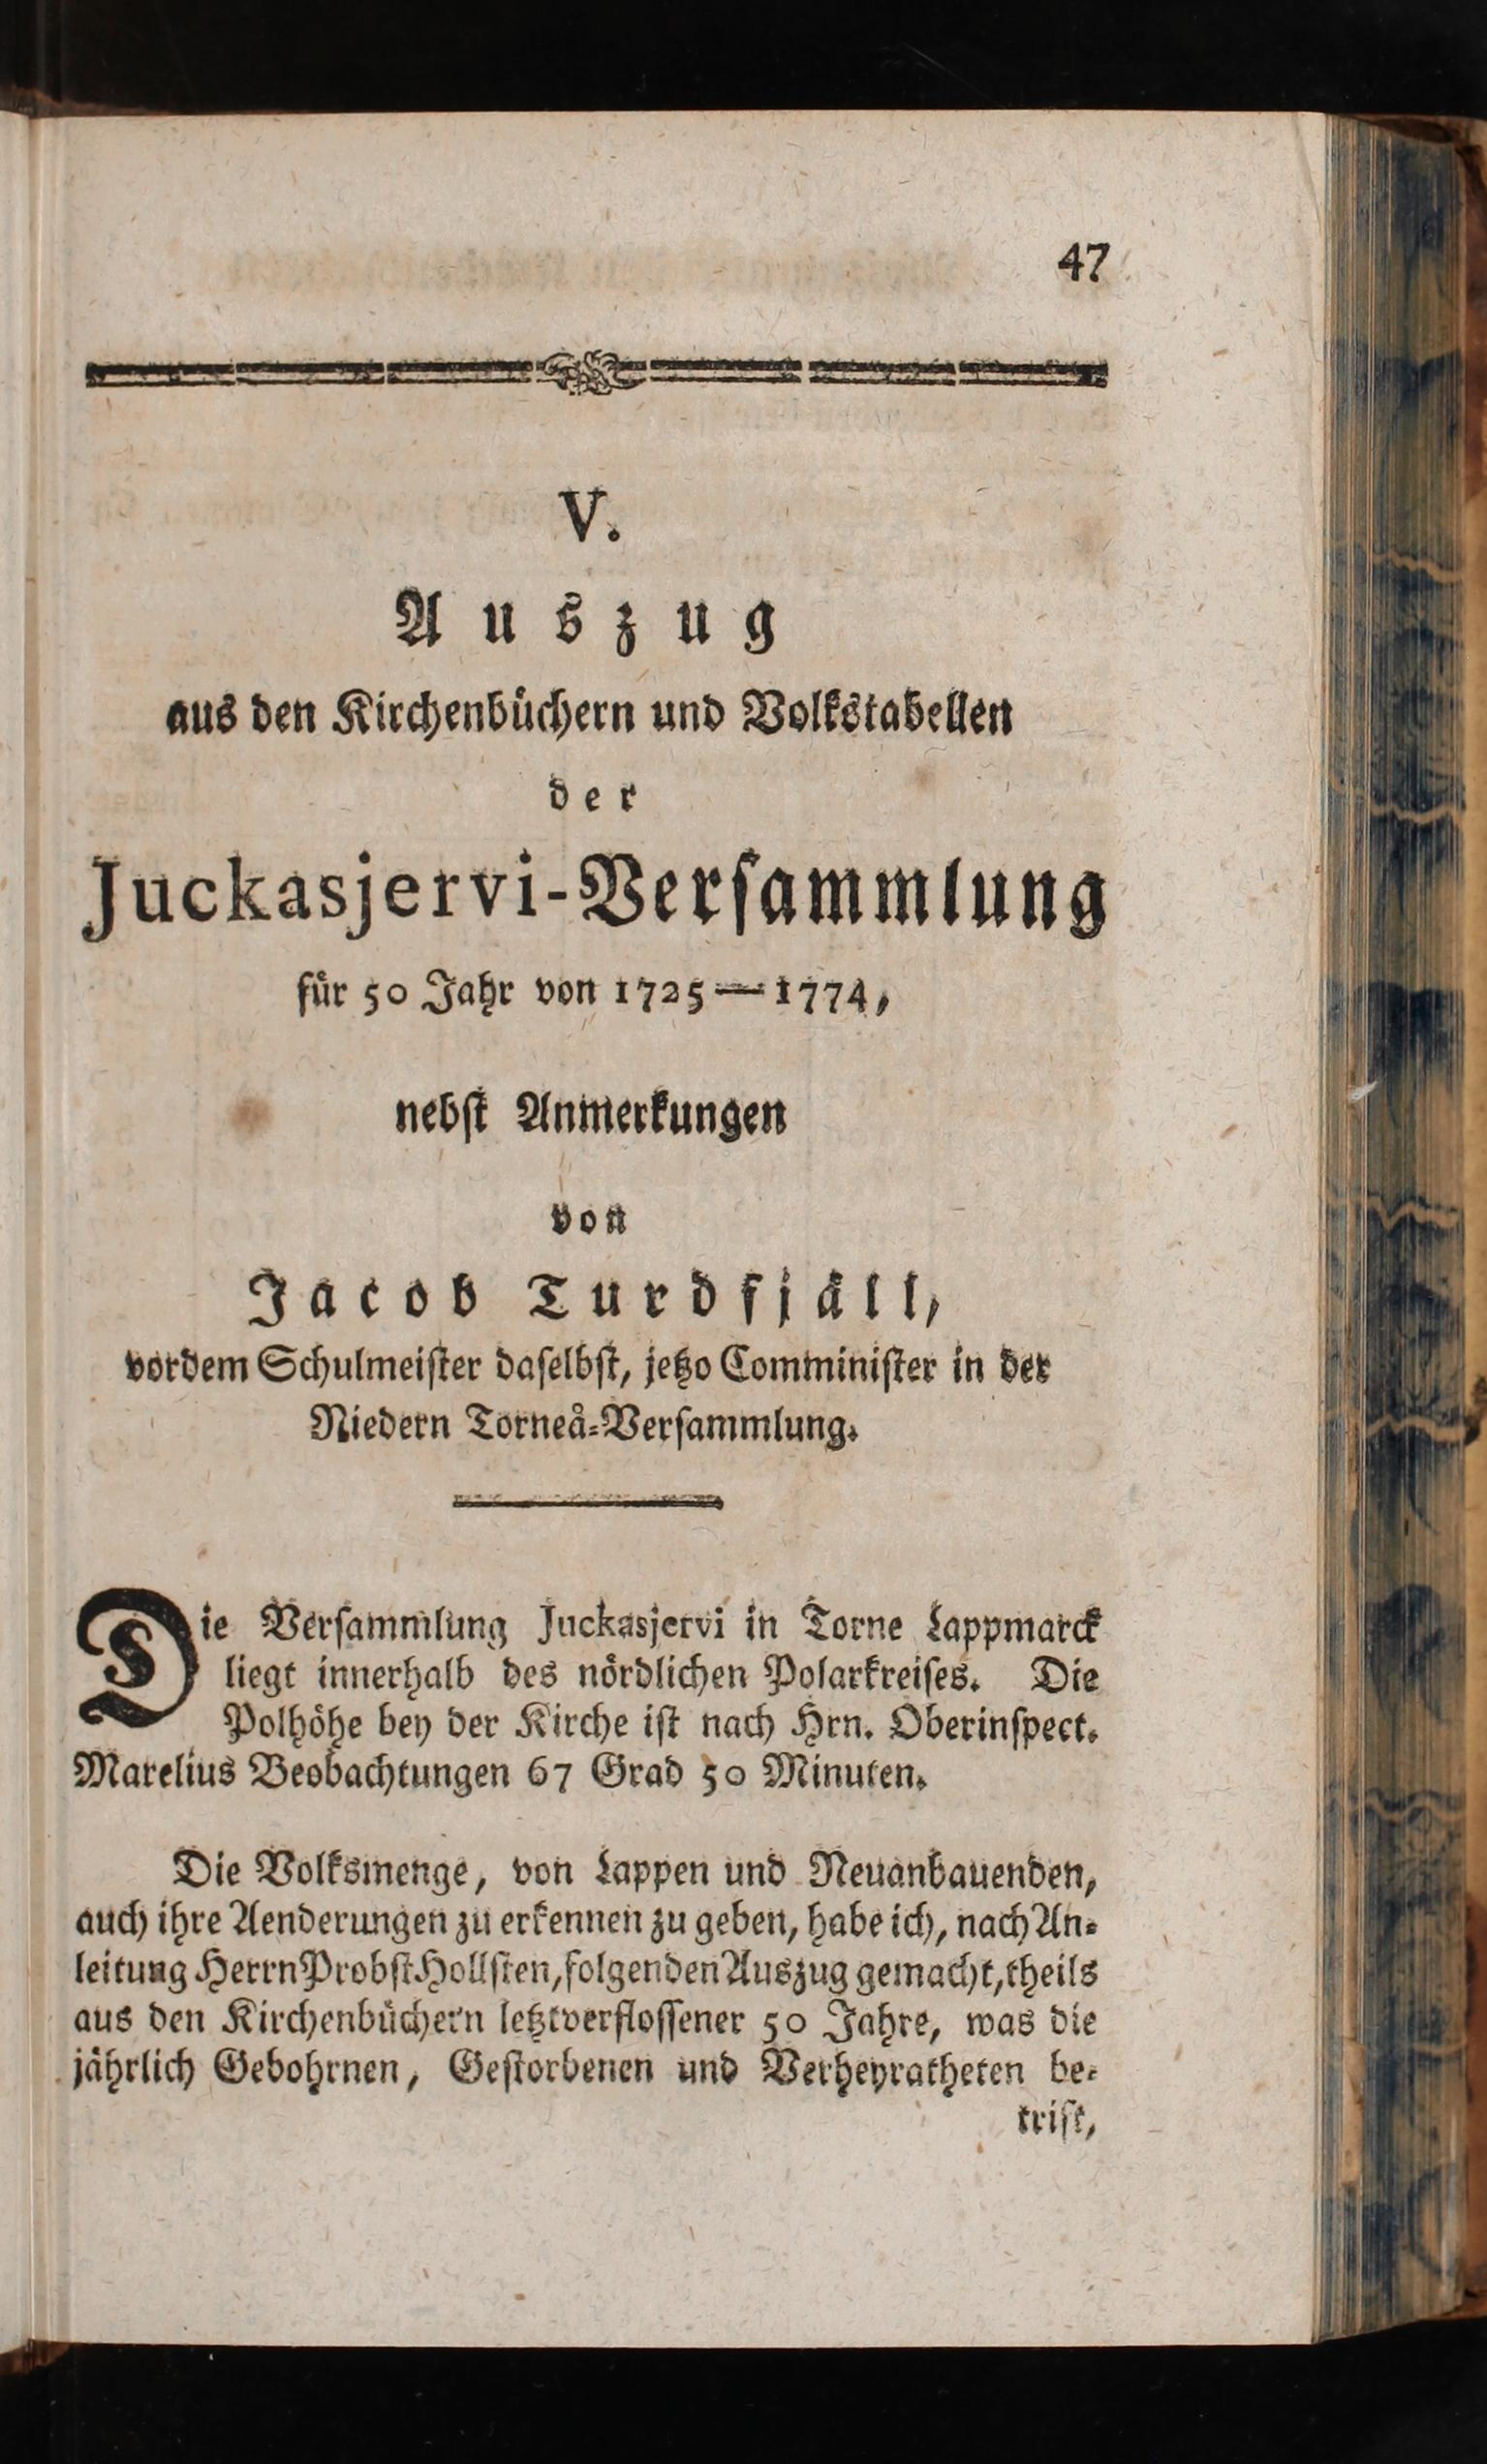 47
V.
Auszug
aus den Kirchenbüchern und Volkstabellen
der
Juckasjervi-Verſammlung
für 50 Jahr von 1725—1774,
nebſt Anmerkungen
von
Jacob Turdfjäll,
vordem Schulmeiſter daſelbſt, jetzo Comminiſter in der
Niedern Torneå-Verſammlung.
Die Verſammlung Juckasjervi in Torne Lappmarck
liegt innerhalb des nördlichen Polarkreiſes. Die
Polhöhe bey der Kirche iſt nach Hrn. Oberinſpect.
Marelius Beobachtungen 67 Grad 50 Minuten.
Die Volksmenge, von Lappen und Neuanbauenden,
auch ihre Aenderungen zu erkennen zu geben, habe ich, nach An-
leitung Herrn Probſt Hollſten, folgenden Auszug gemacht, theils
aus den Kirchenbüchern letztverfloſſener 50 Jahre, was die
jährlich Gebohrnen, Geſtorbenen und Verheyratheten be-
trift,